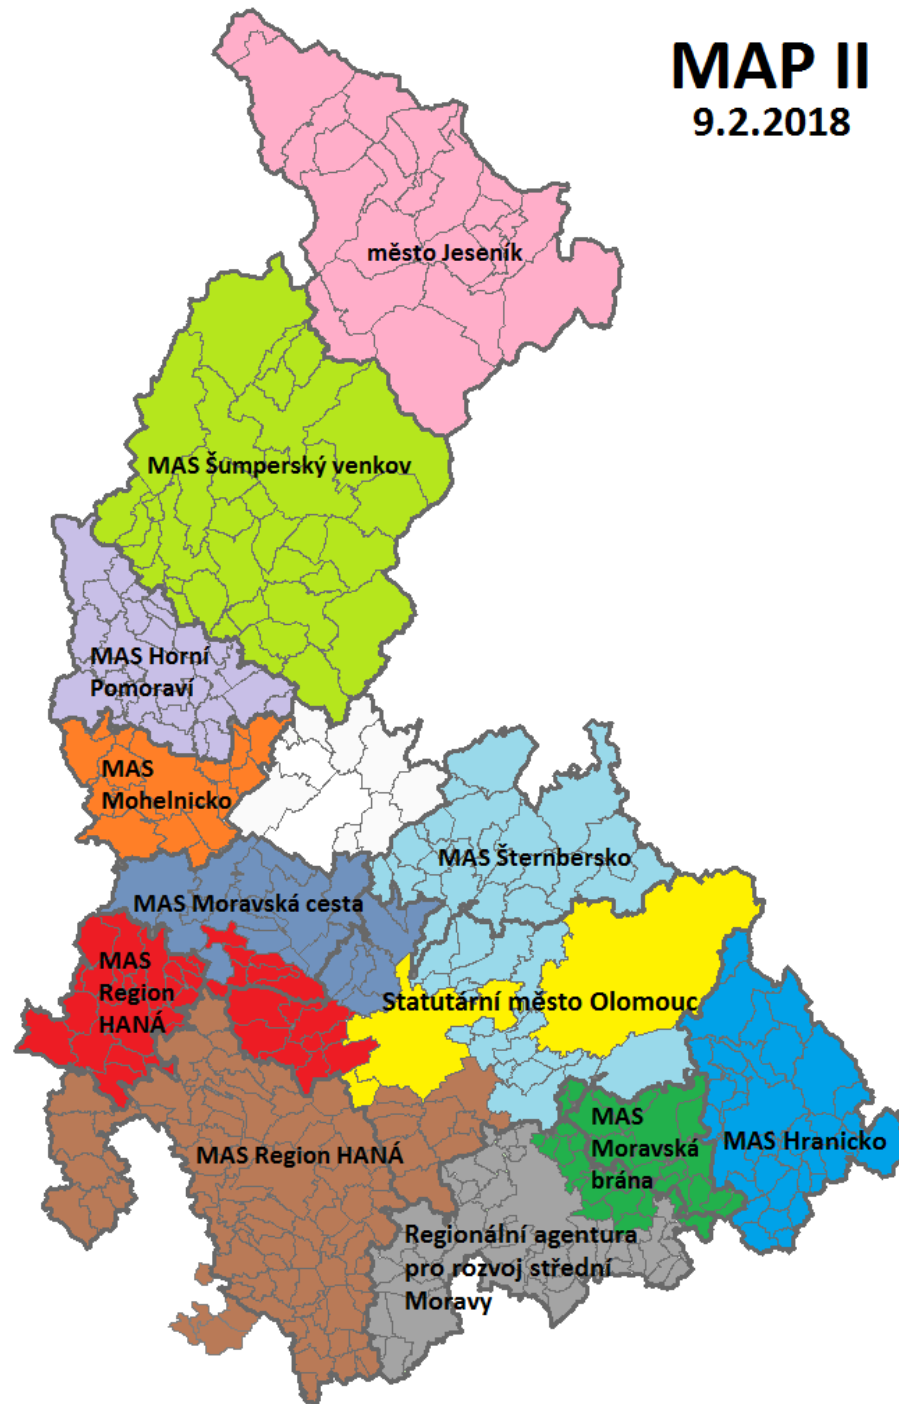 MAP II
9.2.2018
město Jeseník
MAS Šumperský venkov
MAS Horní
Pomoraví
MAS
Mohelnicko
MAS Šternbersko
MAS Moravská cesta
MAS
Region
HANÁ
Statutární město Olomouc
MAS
Moravská
brána
MAS Hranicko
MAS Region HANÁ
Regionální agentura
pro rozvoj střední
Moravy